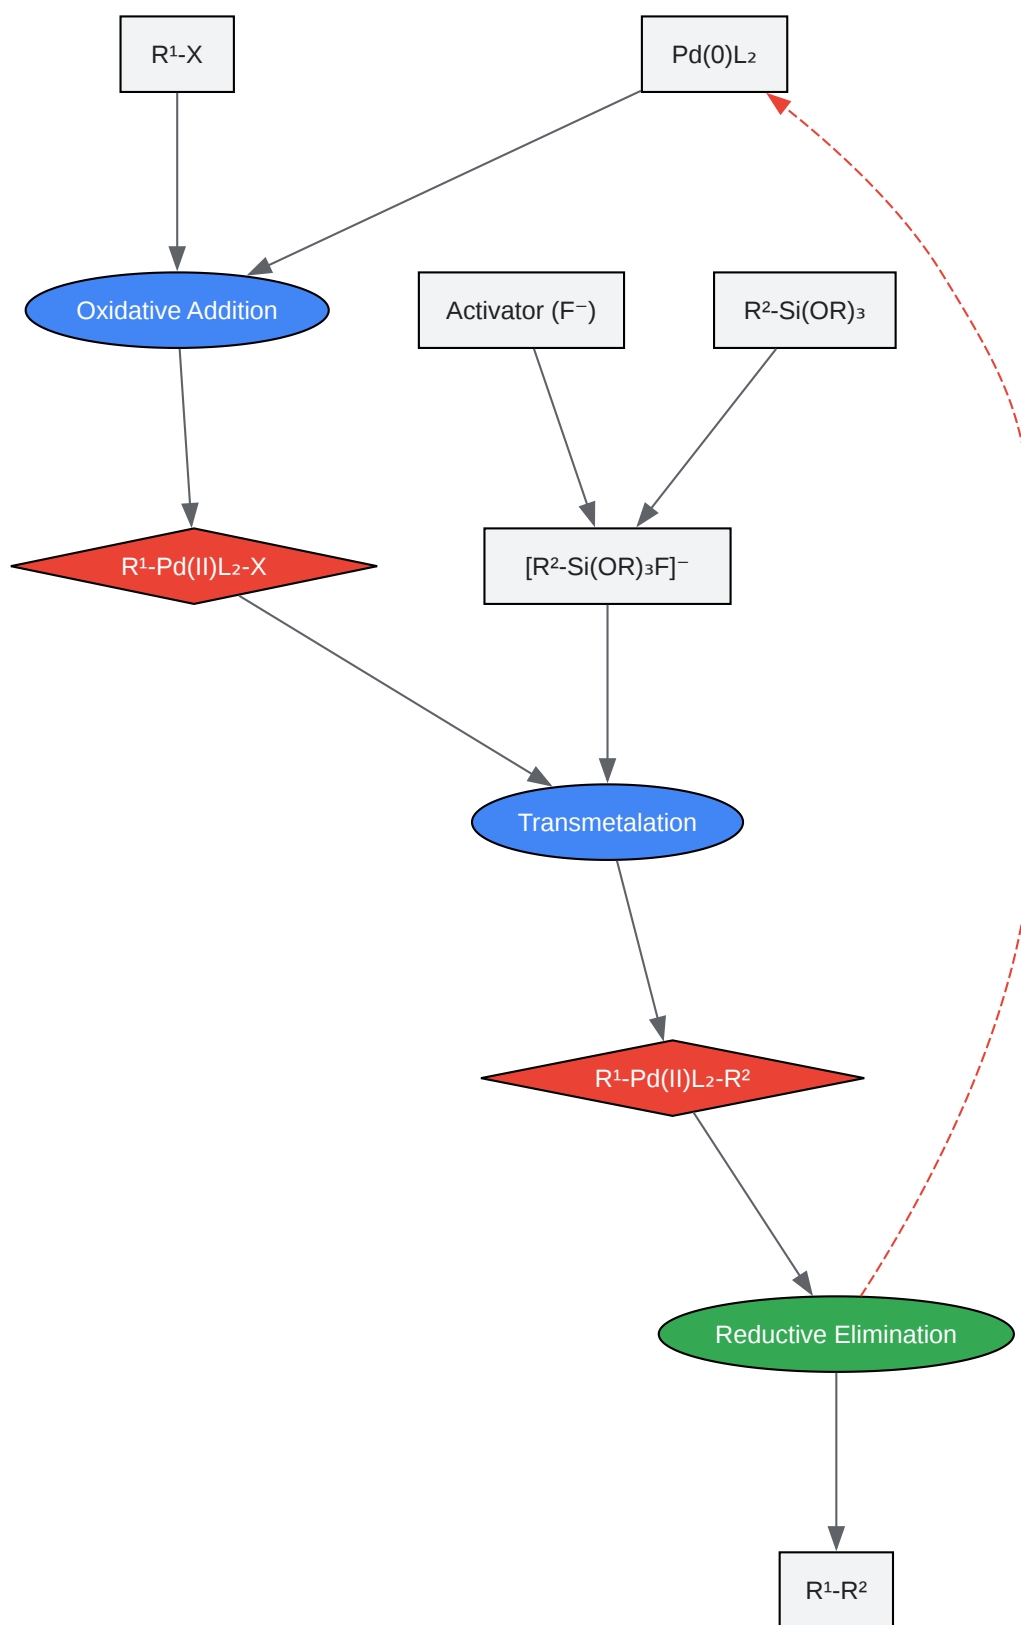 R¹-X
Pd(0)L₂
Oxidative Addition
Activator (F⁻)
R²-Si(OR)₃
R¹-Pd(II)L₂-X
[R²-Si(OR)₃F]⁻
Transmetalation
R¹-Pd(II)L₂-R²
Reductive Elimination
R¹-R²